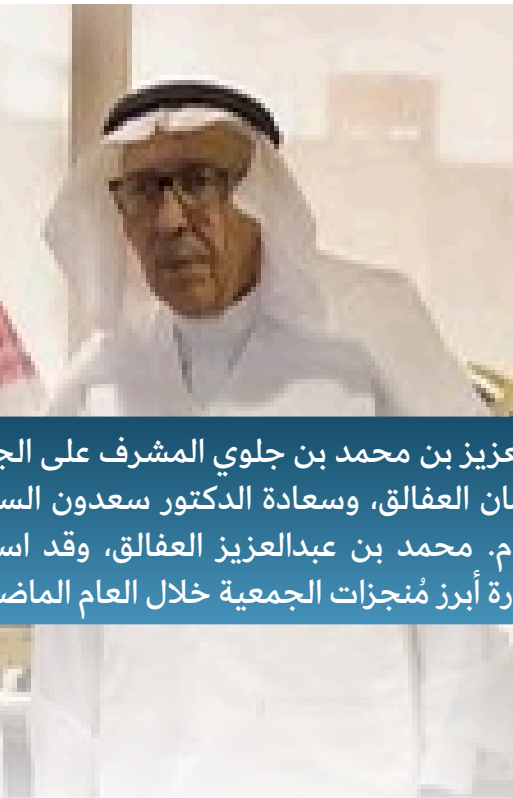 عزيز بن محمد بن جلوي المشرف على الج
ان العفالق، وسعادة الدكتور سعدون الس
م. محمد بن عبدالعزيز العفالق، وقد اس
رة أبرز مُنجزات الجمعية خلال العام الماض